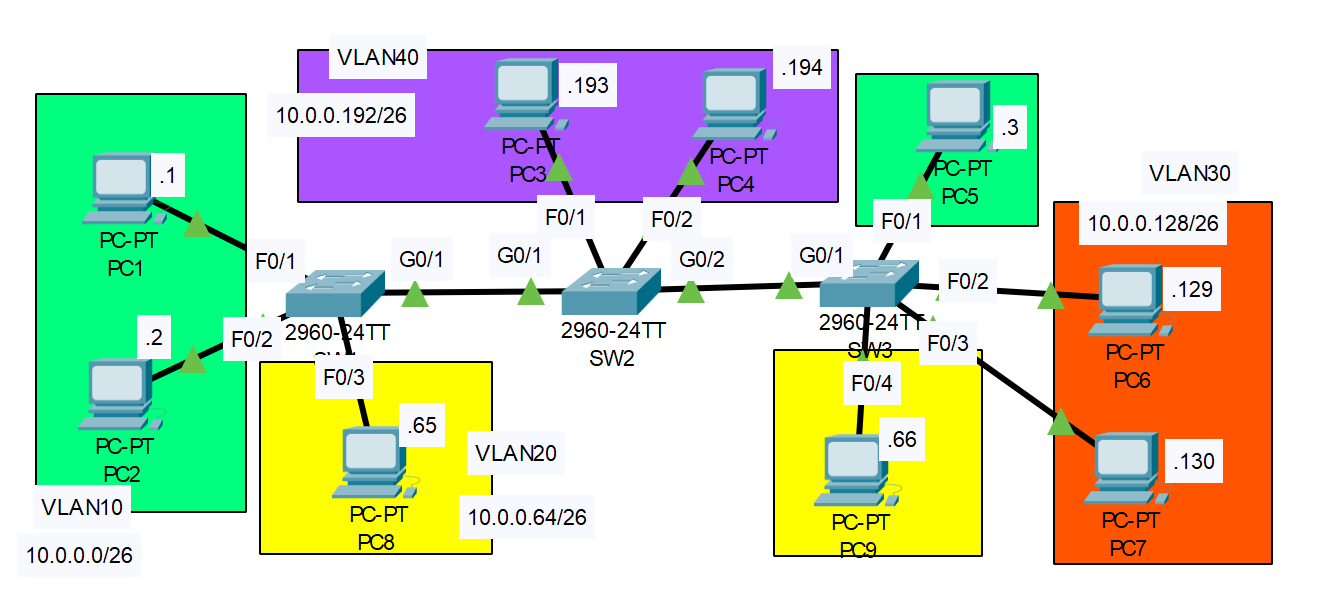 VLAN40
.193
.194
10.0.0.192/26
PC-PT
PC3
PC-PT
PC4
.3
PC-PT
PC5
VLAN30
10.0.0.128/26
.1
PC-PT
PC1
F0/1
G0/1
G0/1
F0/1
F0/2
G0/2
G0/1
F0/1
F0/2
.129
PC-PT
PC6
2960-24TT
SW1
2960-24TT
SW2
2960-24TT
SW3
F0/2
F0/3
.2
PC-PT
PC2
F0/3
F0/4
.65
VLAN20
.66
.130
PC-PT
PC7
VLAN10
10.0.0.0/26
PC-PT
PC8
10.0.0.64/26
PC-PT
PC9